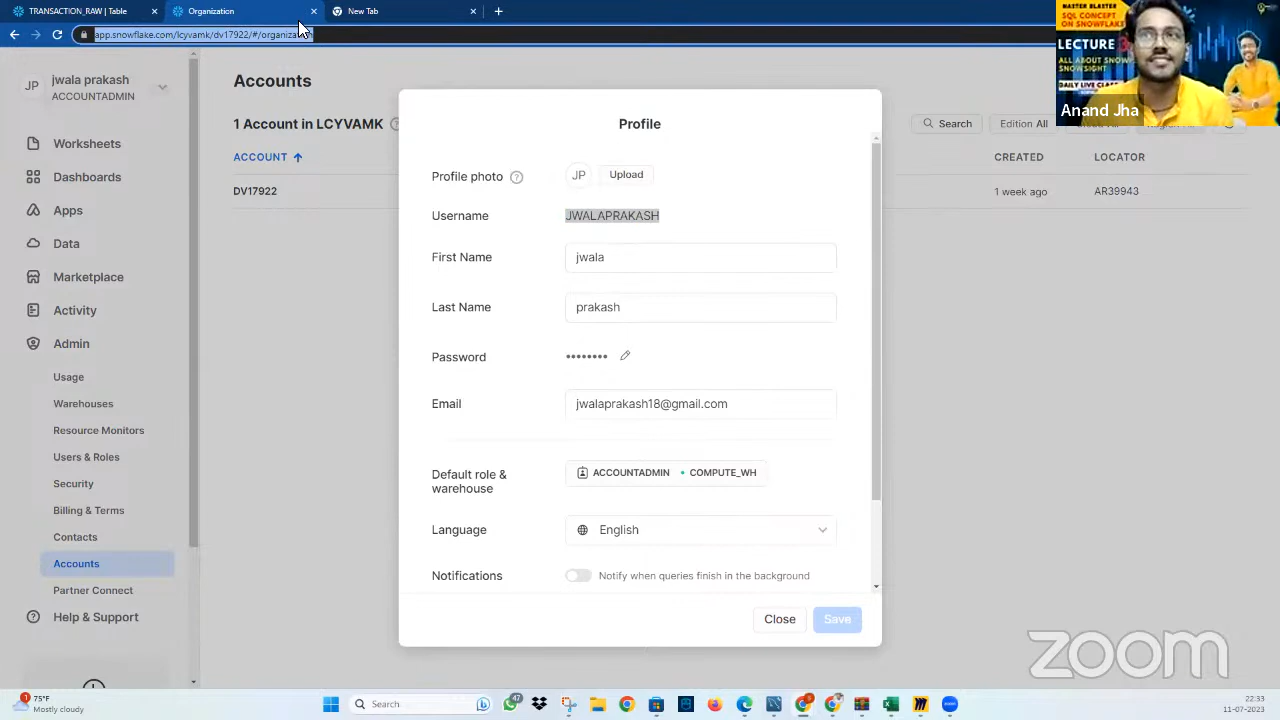 TRANSACTION_RAW | Table
Organization
New Tab
app.snowflake.com/lcyvamk/dv17922/#/organization
MASTER BLASTER
SQL CONCEPT
ON SNOWFLAKE
LECTURE 3
Anand Jha
JP
jwala prakash
ACCOUNTADMIN
Worksheets
Dashboards
Apps
Data
Marketplace
Activity
Admin
Usage
Warehouses
Resource Monitors
Users & Roles
Security
Billing & Terms
Contacts
Accounts
Partner Connect
Help & Support
Accounts
1 Account in LCYVAMK
Search
Edition All
ACCOUNT
CREATED
LOCATOR
DV17922
1 week ago
AR39943
Profile
Profile photo
JP
Upload
Username
JWALAPRAKASH
First Name
jwala
Last Name
prakash
Password
Email
jwalaprakash18@gmail.com
Default role &
warehouse
ACCOUNTADMIN
COMPUTE_WH
Language
English
Notifications
Notify when queries finish in the background
Close
Save
zoom
1
75°F
Mostly cloudy
Search
47
22:33
11-07-2023